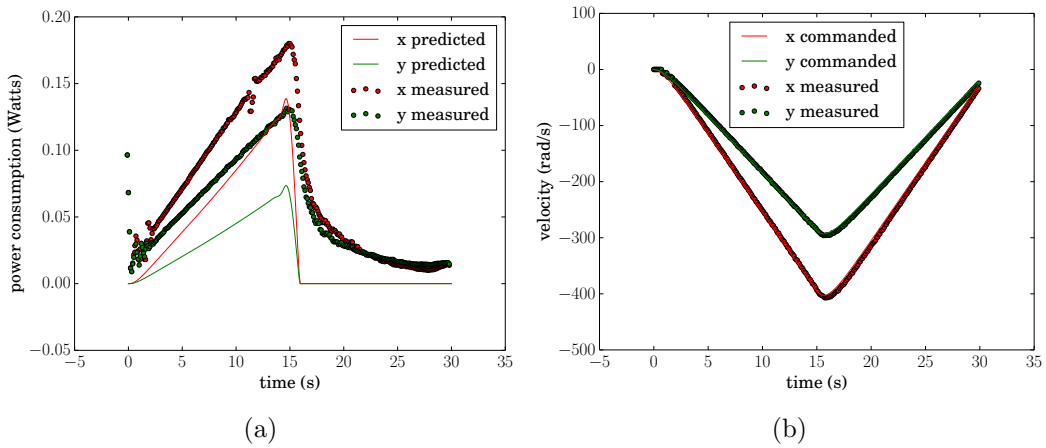 0.20
0.15
0.10
0.05
0.00
−0.05
power consumption (Watts)
x predicted
y predicted
x measured
y measured
−5 0 5 10 15 20 25 30 35
time (s)
(a)
100
0
−100
−200
−300
−400
−500
velocity (rad/s)
x commanded
y commanded
x measured
y measured
−5 0 5 10 15 20 25 30 35
time (s)
(b)